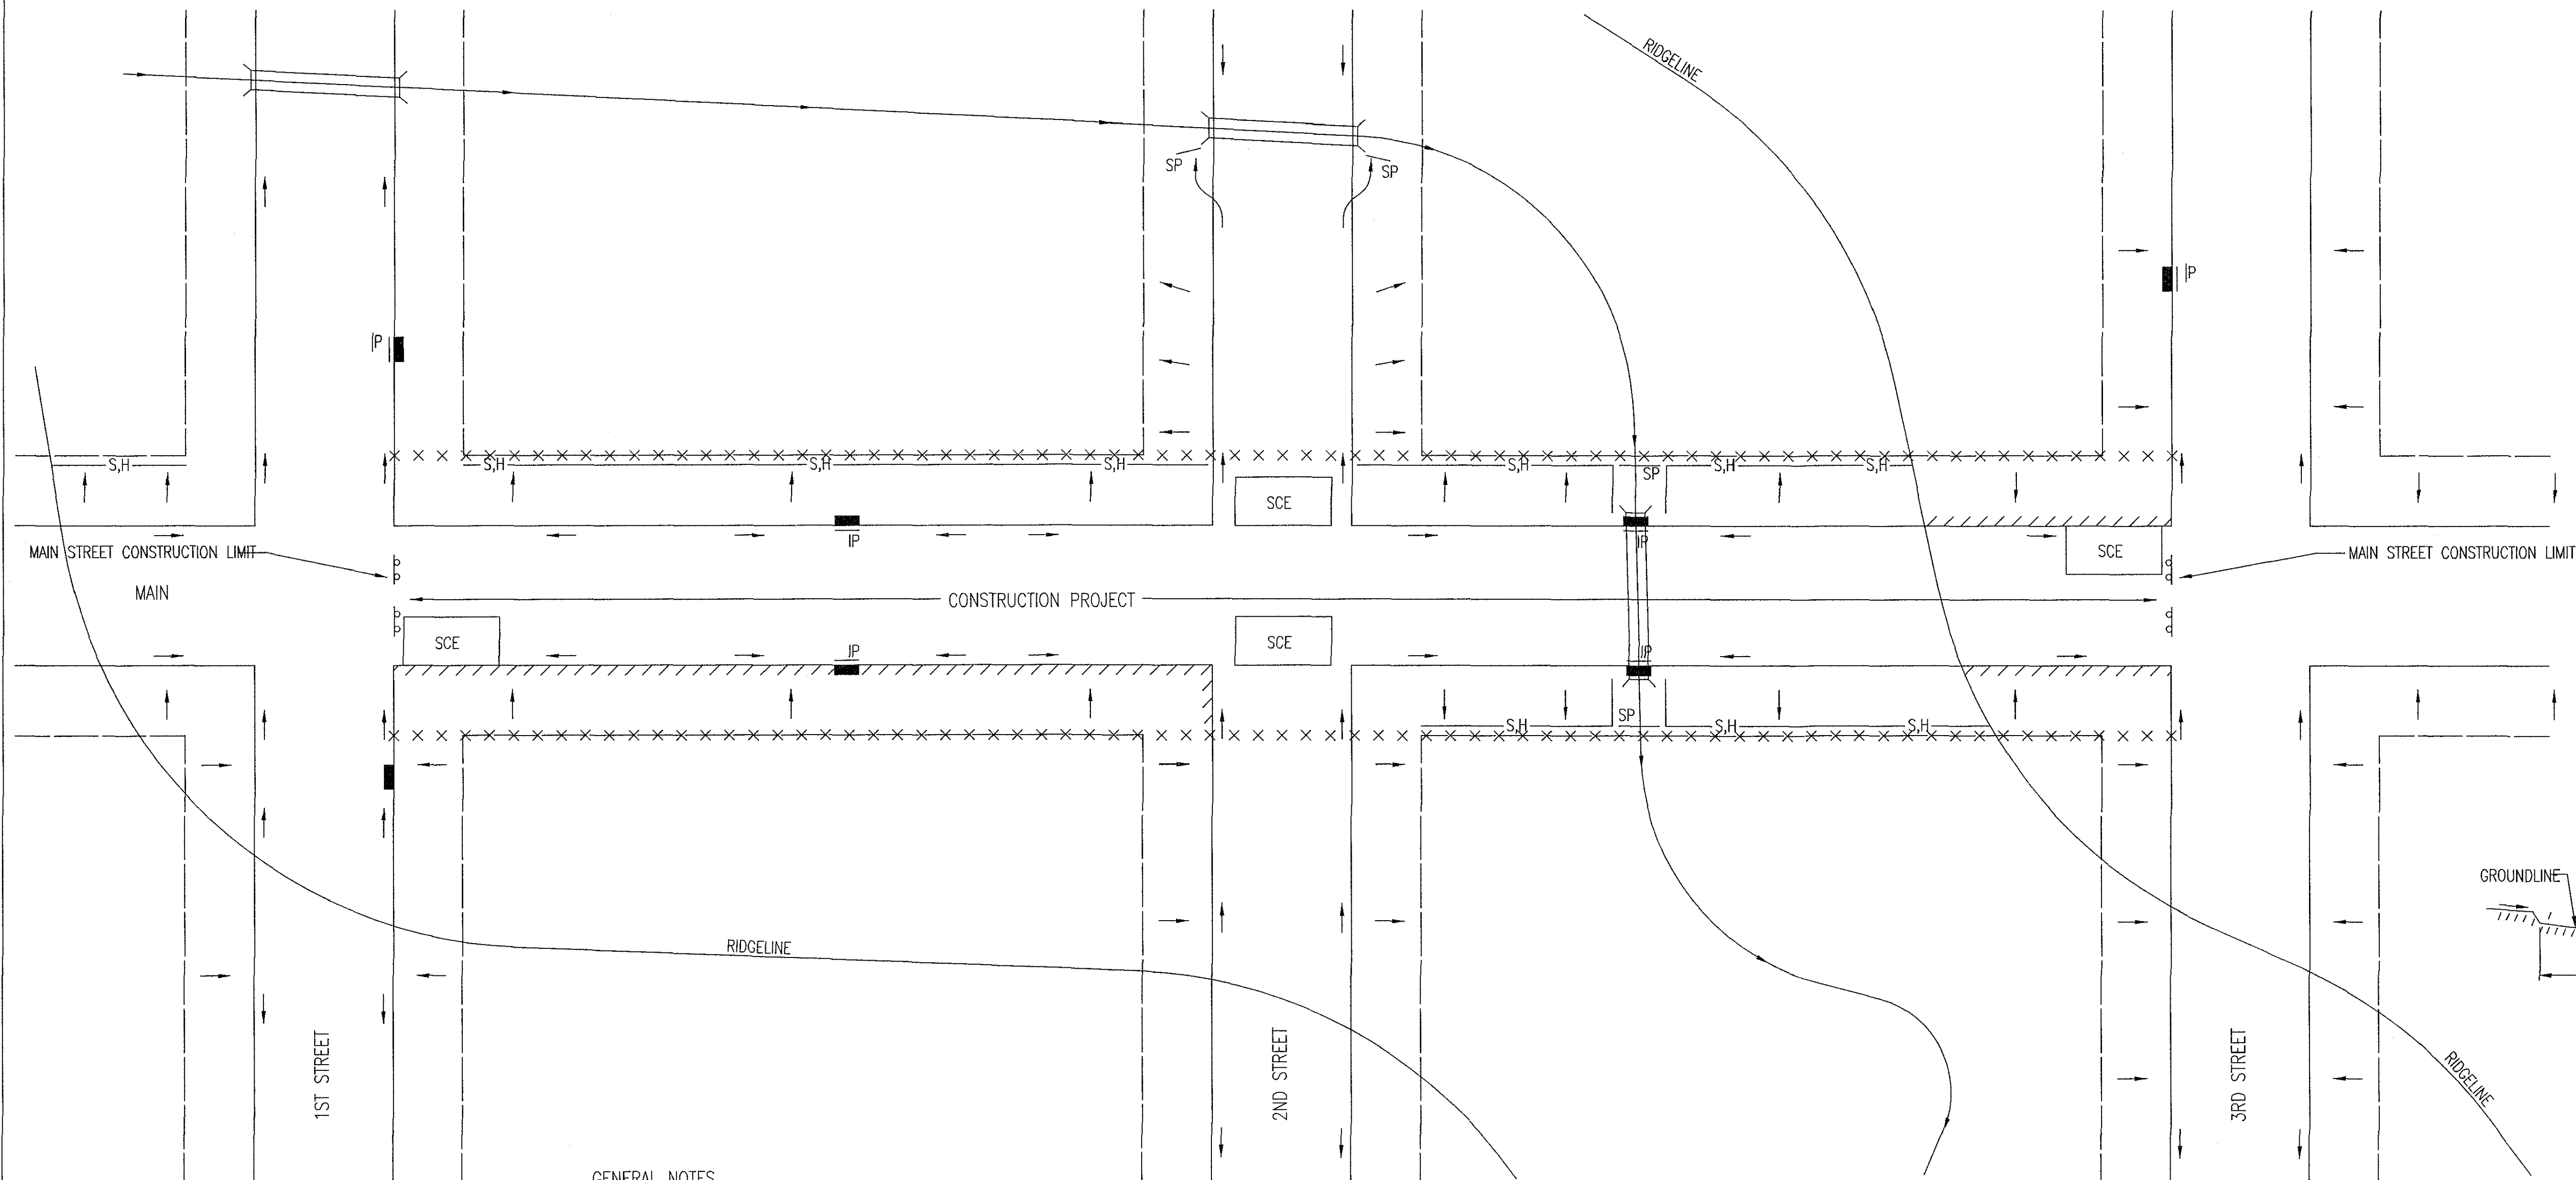 RIDGELINE
SP
SP
IP
IP
S,H
S,H
S,H
S,H
S,H
S,H
S,H
SP
SCE
MAIN STREET CONSTRUCTION LIMIT
IP
IP
SCE
MAIN STREET CONSTRUCTION LIMIT
MAIN
CONSTRUCTION PROJECT
SCE
SCE
IP
IP
SP
S,H
S,H
S,H
GROUNDLINE
RIDGELINE
1ST STREET
2ND STREET
3RD STREET
RIDGELINE
GENERAL NOTES